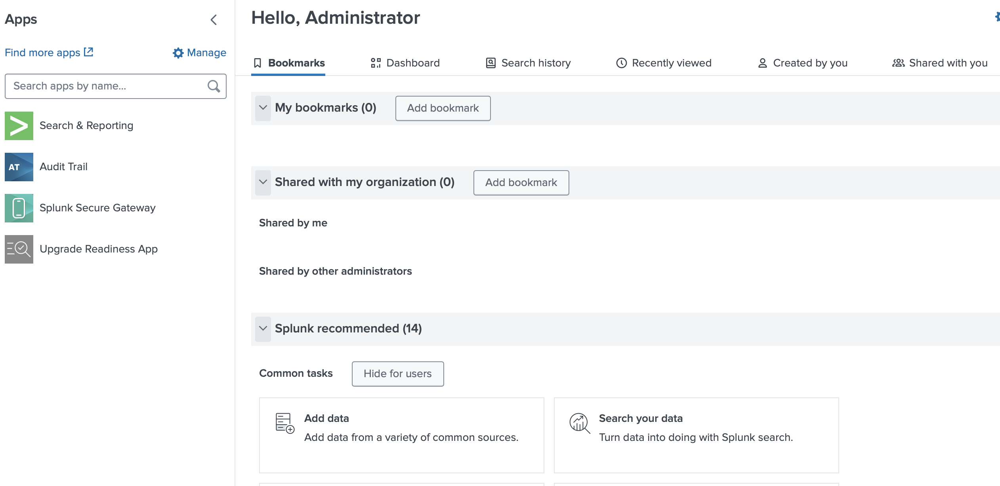 Apps
Find more apps
Manage
Search apps by name...
Search & Reporting
AT
Audit Trail
Splunk Secure Gateway
Upgrade Readiness App
Hello, Administrator
Bookmarks
Dashboard
Search history
Recently viewed
Created by you
Shared with you
My bookmarks (0)
Add bookmark
Shared with my organization (0)
Add bookmark
Shared by me
Shared by other administrators
Splunk recommended (14)
Common tasks
Hide for users
Add data
Add data from a variety of common sources.
Search your data
Turn data into doing with Splunk search.